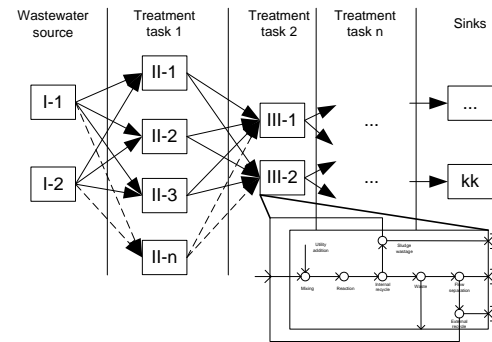 Wastewater
source
Treatment
task 1
Treatment
task 2
Treatment
task n
Sinks
I-1
I-2
II-1
II-2
II-3
II-n
III-1
III-2
...
...
...
kk
Utility
addition
Sludge
wastage
Mixing
Reaction
Internal
recycle
Waste
Flow
separation
External
recycle